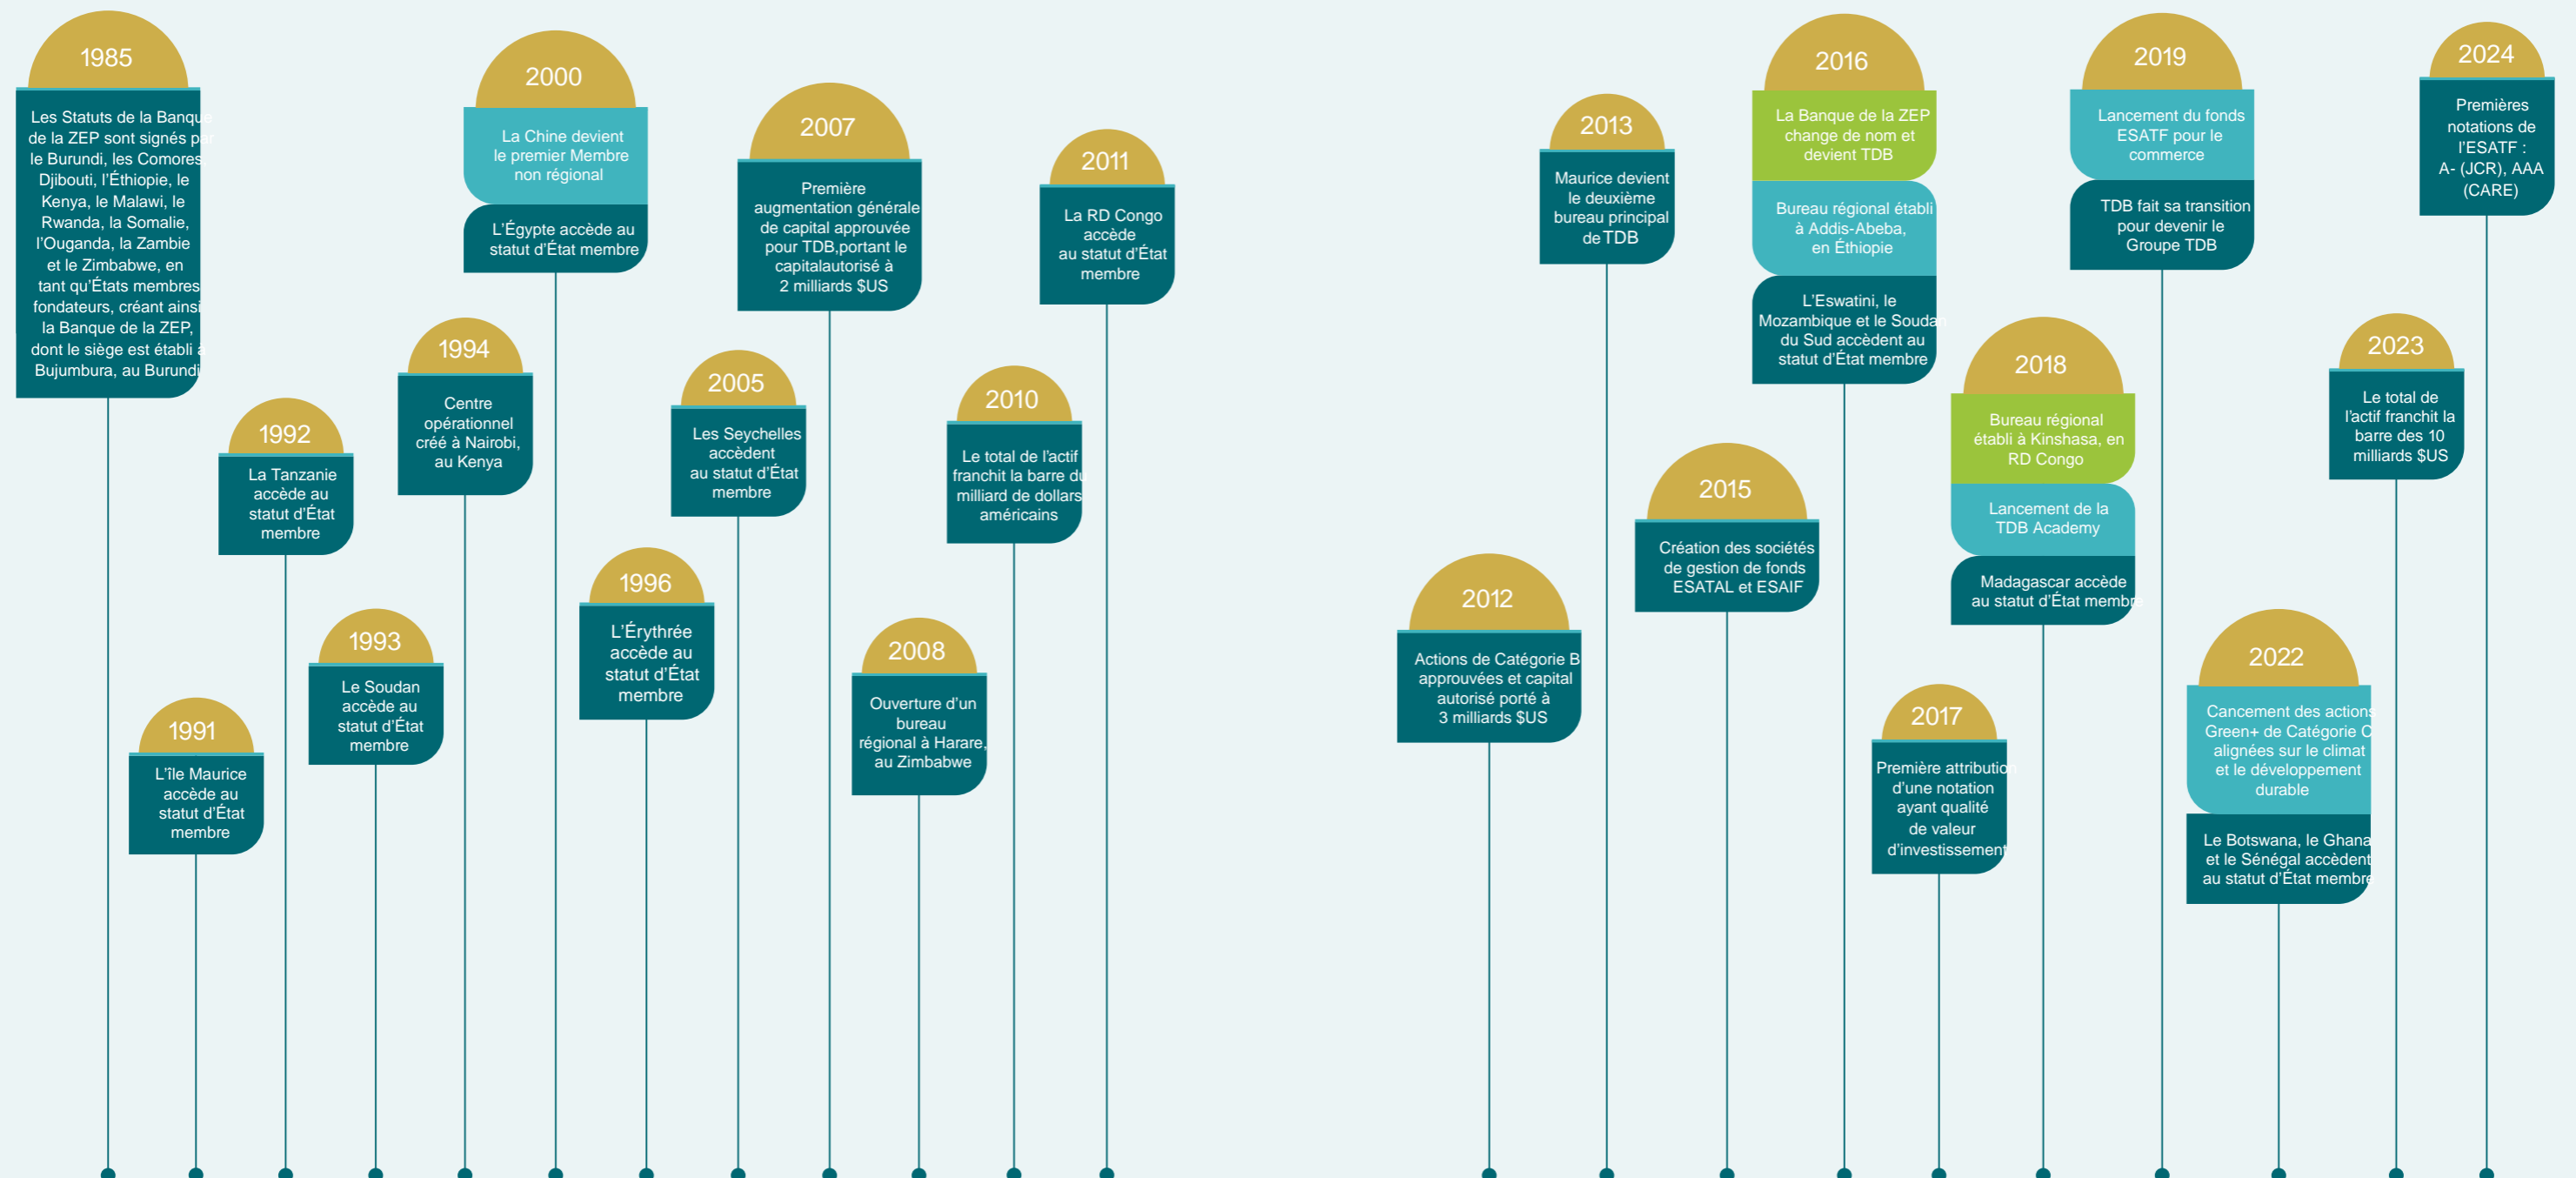 1985
Les Statuts de la Banque
de la ZEP sont signés par
le Burundi, les Comores,
Djibouti, l’Éthiopie, le
Kenya, le Malawi, le
Rwanda, la Somalie,
l’Ouganda, la Zambie
et le Zimbabwe, en
tant qu’États membres
fondateurs, créant ainsi
la Banque de la ZEP,
dont le siège est établi à
Bujumbura, au Burundi
1991
L’île Maurice
accède au
statut d’État
membre
1992
La Tanzanie
accède au
statut d’État
membre
1993
Le Soudan
accède au
statut d’État
membre
1994
Centre
opérationnel
créé à Nairobi,
au Kenya
2000
La Chine devient
le premier Membre
non régional
L’Égypte accède au
statut d’État membre
1996
L’Érythrée
accède au
statut d’État
membre
2005
Les Seychelles
accèdent
au statut d’État
membre
2007
Première
augmentation générale
de capital approuvée
pour TDB,portant le
capitalautorisé à
2 milliards $US
2008
Ouverture d’un
bureau
régional à Harare,
au Zimbabwe
2010
Le total de l’actif
franchit la barre du
milliard de dollars
américains
2011
La RD Congo
accède
au statut d’État
membre
2012
Actions de Catégorie B
approuvées et capital
autorisé porté à
3 milliards $US
2013
Maurice devient
le deuxième
bureau principal
de TDB
2015
Création des sociétés
de gestion de fonds
ESATAL et ESAIF
2016
La Banque de la ZEP
change de nom et
devient TDB
Bureau régional établi
à Addis-Abeba,
en Éthiopie
L’Eswatini, le
Mozambique et le Soudan
du Sud accèdent au
statut d’État membre
2017
Première attribution
d’une notation
ayant qualité
de valeur
d’investissement
2018
Bureau régional
établi à Kinshasa, en
RD Congo
Lancement de la
TDB Academy
Madagascar accède
au statut d’État membre
2019
Lancement du fonds
ESATF pour le
commerce
TDB fait sa transition
pour devenir le
Groupe TDB
2022
Cancement des actions
Green+ de Catégorie C
alignées sur le climat
et le développement
durable
Le Botswana, le Ghana
et le Sénégal accèdent
au statut d’État membre
2023
Le total de
l’actif franchit la
barre des 10
milliards $US
2024
Premières
notations de
l’ESATF :
A- (JCR), AAA
(CARE)